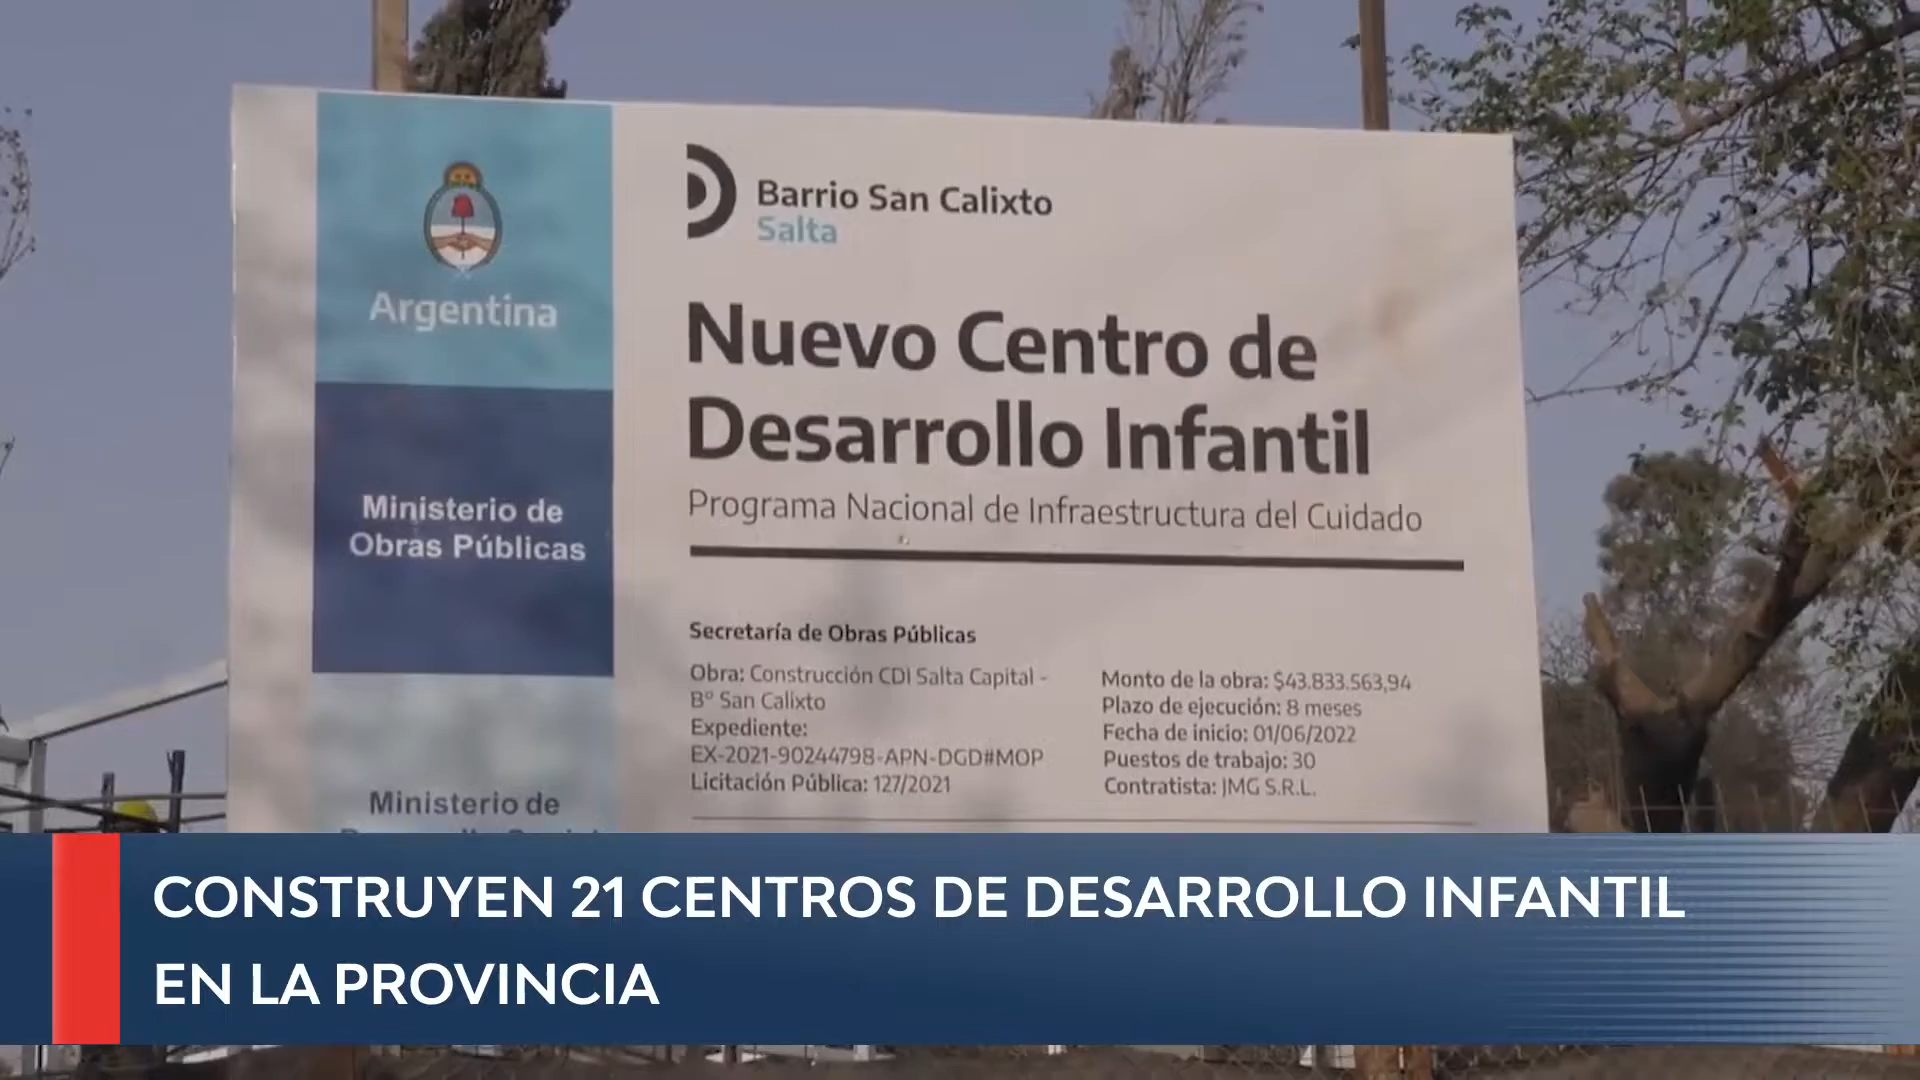 Barrio San Calixto
Salta
Argentina
Nuevo Centro de
Desarrollo Infantil
Programa Nacional de Infraestructura del Cuidado
Ministerio de
Obras Públicas
Secretaría de Obras Públicas
Obra: Construcción CDI Salta Capital -
B° San Calixto
Expediente:
EX-2021-90244798-APN-DGD#MOP
Licitación Pública: 127/2021
Monto de la obra: $43.833.563,94
Plazo de ejecución: 8 meses
Fecha de inicio: 01/06/2022
Puestos de trabajo: 30
Contratista: JMG S.R.L.
Ministerio de
CONSTRUYEN 21 CENTROS DE DESARROLLO INFANTIL
EN LA PROVINCIA